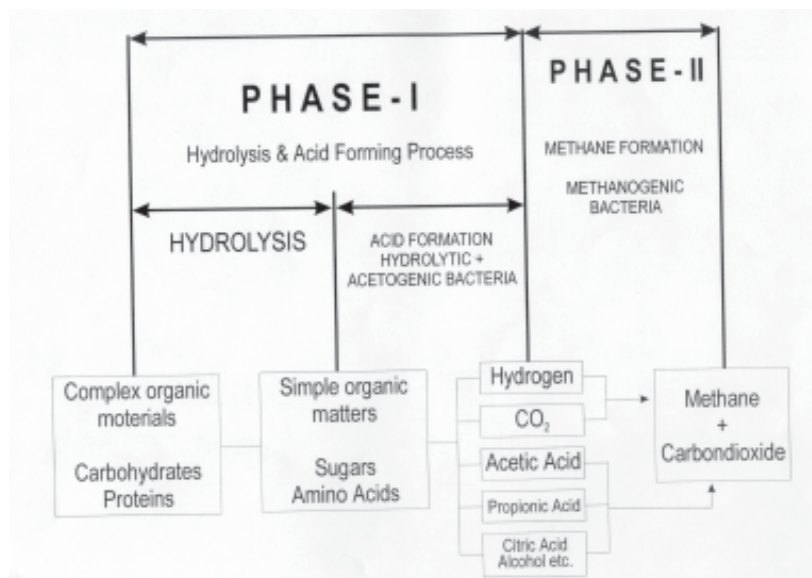 PHASE-I
Hydrolysis & Acid Forming Process
PHASE-II
METHANE FORMATION
METHANOGENIC
BACTERIA
HYDROLYSIS
ACID FORMATION
HYDROLYTIC +
ACETOGENIC BACTERIA
Complex organic
moterials
Carbohydrates
Proteins
Simple organic
matters
Sugars
Amino Acids
Hydrogen
CO₂
Acetic Acid
Propionic Acid
Citric Acid
Alcohol etc.
Methane
+
Carbondioxide